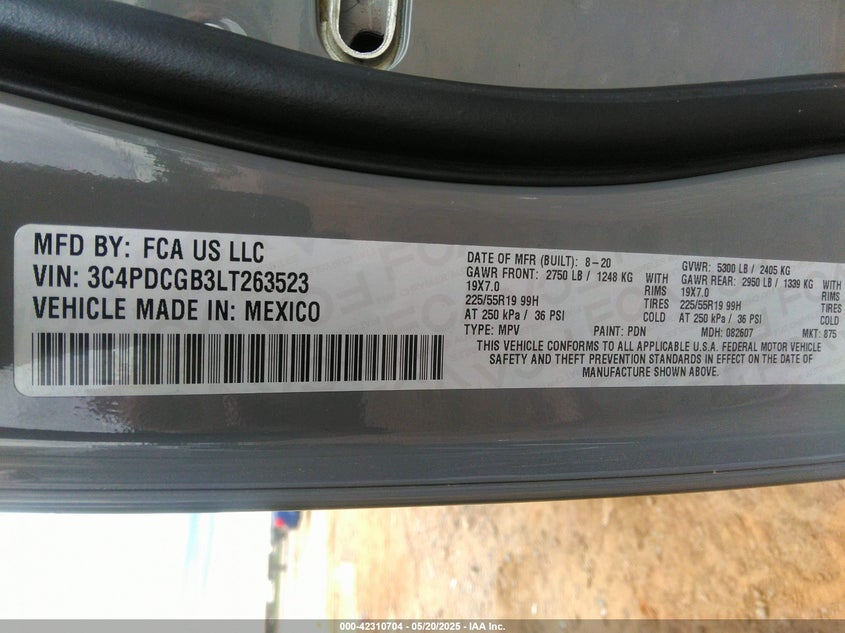 MFD BY: FCA US LLC
VIN: 3C4PDCGB3LT263523
VEHICLE MADE IN: MEXICO
DATE OF MFR (BUILT): 8-20
GVWR: 5300 LB / 2405 KG
GAWR FRONT: 2750 LB / 1248 KG WITH
GAWR REAR: 2950 LB / 1339 KG WITH
19X7.0 RIMS
19X7.0 RIMS
225/55R19 99H TIRES
225/55R19 99H TIRES
AT 250 kPa / 36 PSI COLD
AT 250 kPa / 36 PSI COLD
TYPE: MPV PAINT: PDN MDH: 082607 MKT: 875
THIS VEHICLE CONFORMS TO ALL APPLICABLE U.S.A. FEDERAL MOTOR VEHICLE
SAFETY AND THEFT PREVENTION STANDARDS IN EFFECT ON THE DATE OF
MANUFACTURE SHOWN ABOVE.
000-42310704 - 05/20/2025 - IAA Inc.